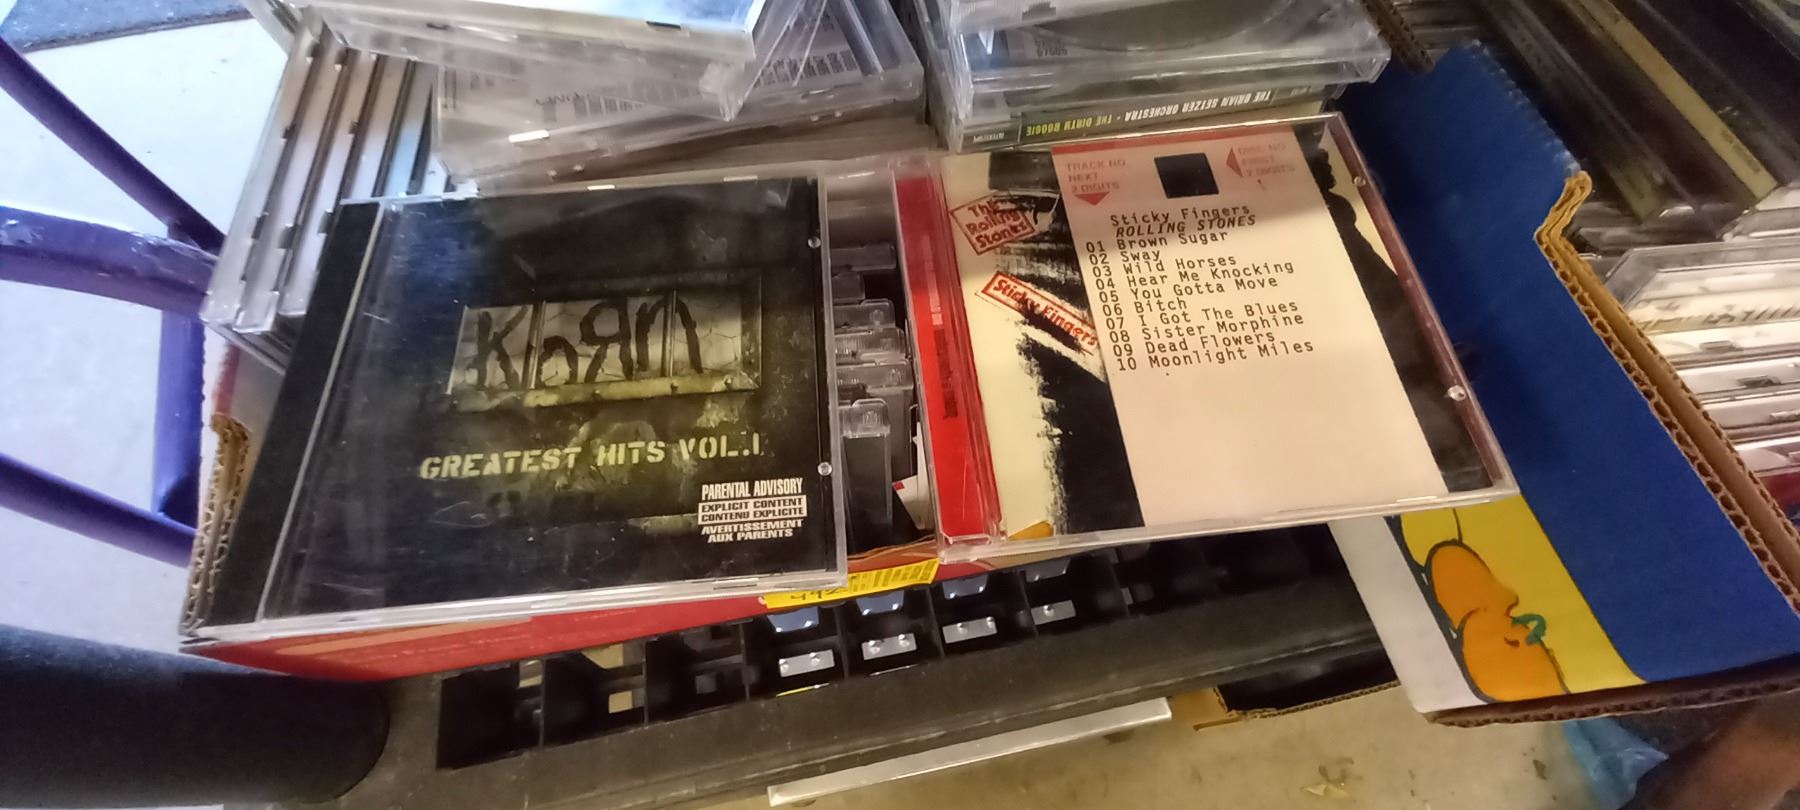 THE BRIAN SETZER ORCHESTRA • THE DIRTY BOOGIE
KoЯn
GREATEST HITS VOL.1
PARENTAL ADVISORY
EXPLICIT CONTENT
CONTENU EXPLICITE
AVERTISSEMENT
AUX PARENTS
The
Rolling
Stones
Sticky Fingers
TRACK NO
NEXT
2 DIGITS
DISC NO
FIRST
2 DIGITS
Sticky Fingers
ROLLING STONES
01 Brown Sugar
02 Sway
03 Wild Horses
04 Hear Me Knocking
05 You Gotta Move
06 Bitch
07 I Got The Blues
08 Sister Morphine
09 Dead Flowers
10 Moonlight Miles